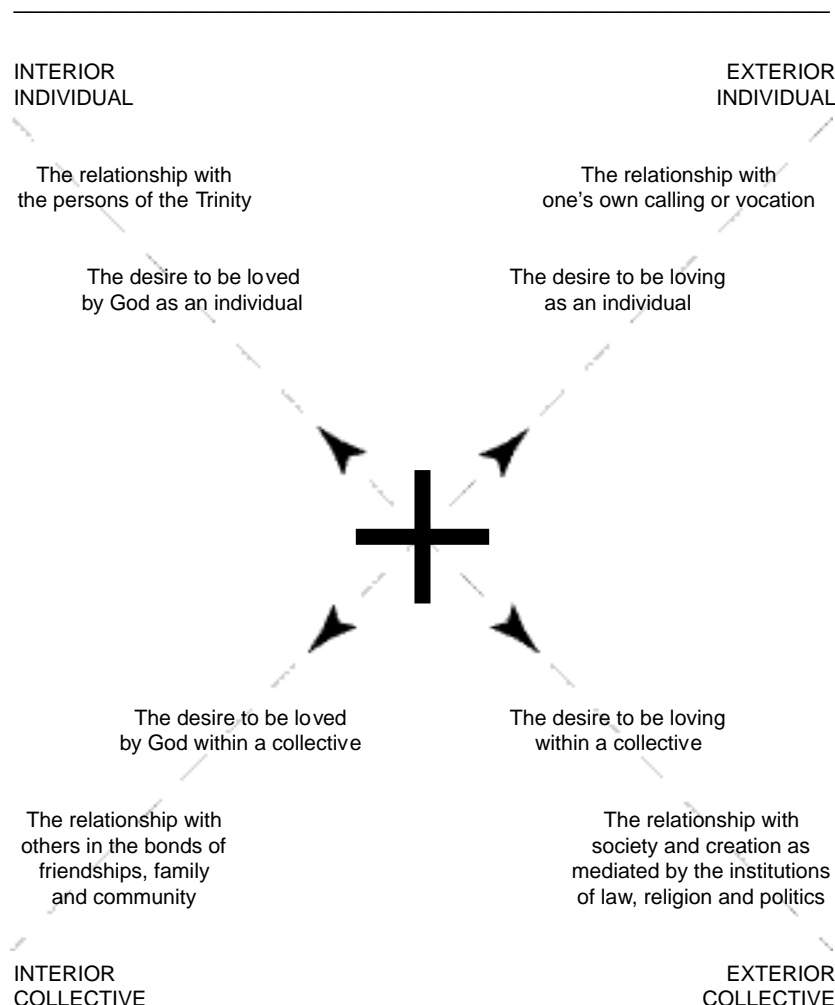 INTERIOR
INDIVIDUAL
EXTERIOR
INDIVIDUAL
The relationship with
the persons of the Trinity
The relationship with
one's own calling or vocation
The desire to be loved
by God as an individual
The desire to be loving
as an individual
The desire to be loved
by God within a collective
The desire to be loving
within a collective
The relationship with
others in the bonds of
friendships, family
and community
The relationship with
society and creation as
mediated by the institutions
of law, religion and politics
INTERIOR
COLLECTIVE
EXTERIOR
COLLECTIVE